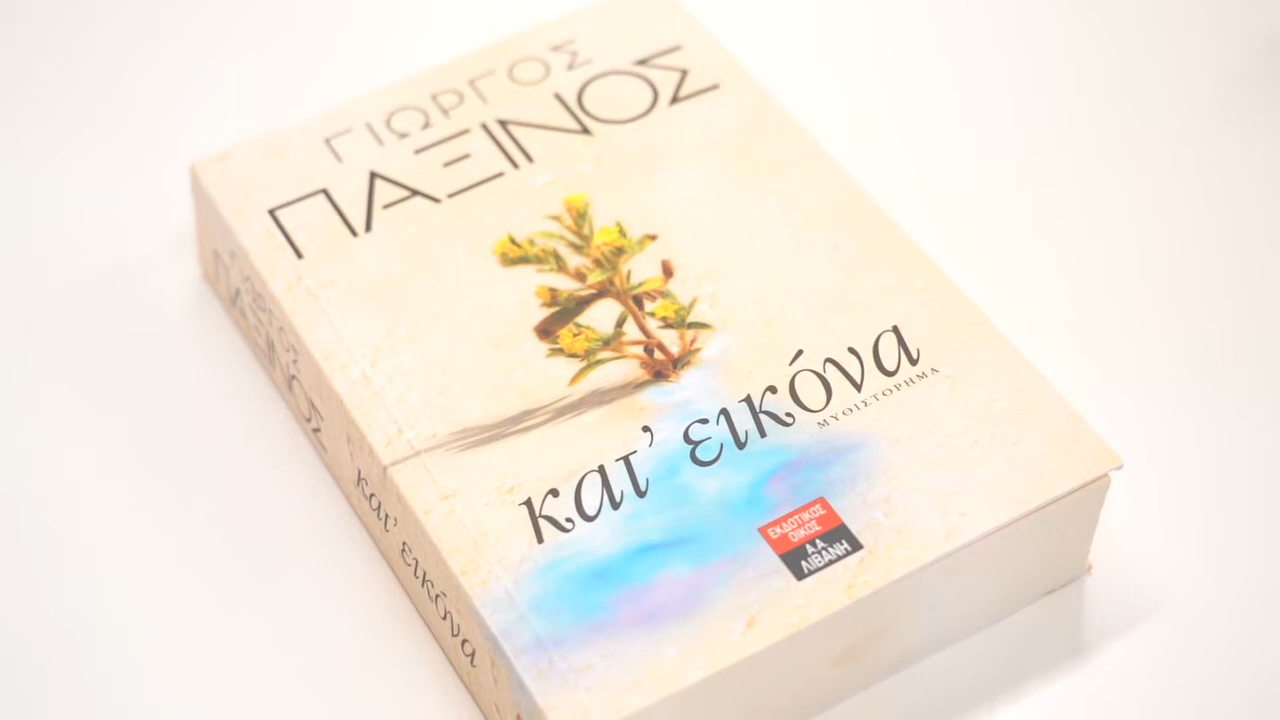 ΓΙΩΡΓΟΣ
ΠΑΞΙΝΟΣ
κατ' εικόνα
ΜΥΘΙΣΤΟΡΗΜΑ
ΕΚΔΟΤΙΚΟΣ
ΟΙΚΟΣ
Α.Α.
ΛΙΒΑΝΗ
ΓΙΩΡΓΟΣ
ΠΑΞΙΝΟΣ
κατ' εικόνα